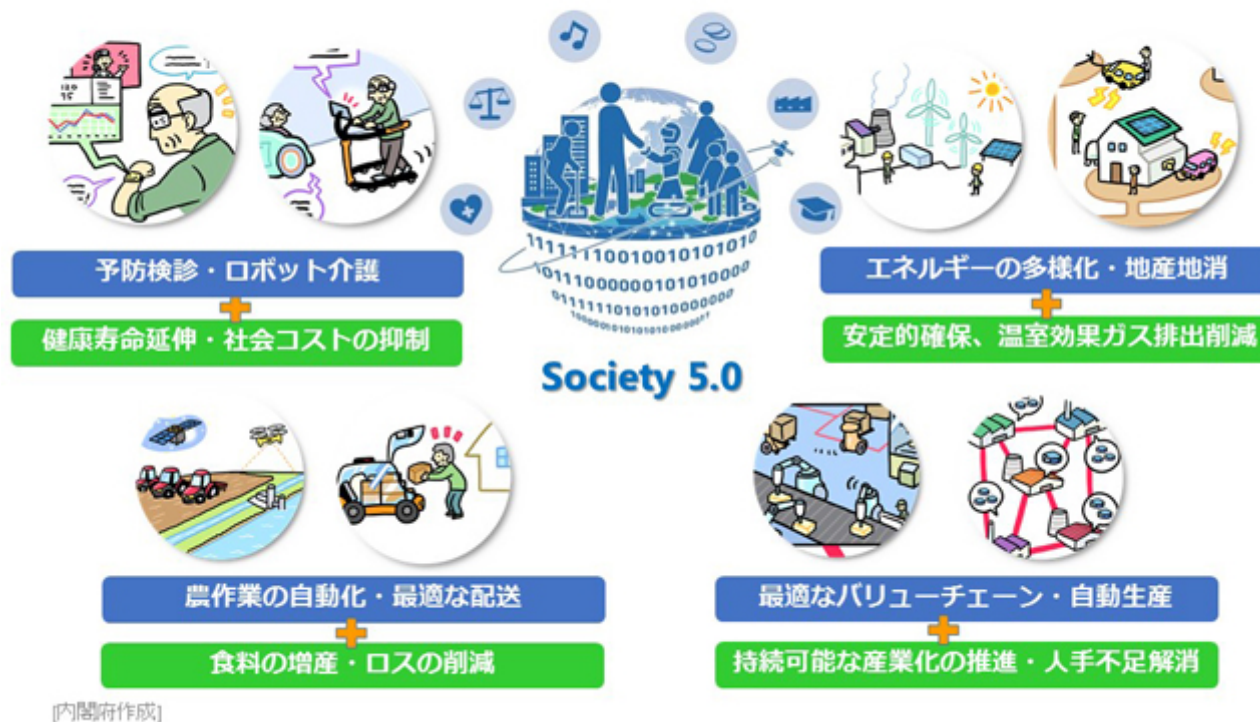 予防検診・ロボット介護
健康寿命延伸・社会コストの抑制
エネルギーの多様化・地産地消
安定的確保、温室効果ガス排出削減
11111110010010101010
10111000000101010000
01111110101010000000
Society 5.0
農作業の自動化・最適な配送
食料の増産・ロスの削減
最適なバリューチェーン・自動生産
持続可能な産業化の推進・人手不足解消
[内閣府作成]